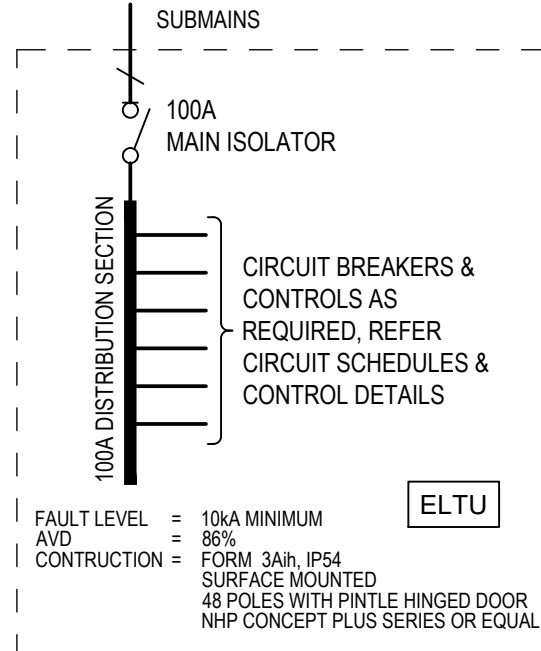 SUBMAINS
100A
MAIN ISOLATOR
100A DISTRIBUTION SECTION
CIRCUIT BREAKERS &
CONTROLS AS
REQUIRED, REFER
CIRCUIT SCHEDULES &
CONTROL DETAILS
ELTU
FAULT LEVEL = 10kA MINIMUM
AVD = 86%
CONTRUCTION = FORM 3Aih, IP54
SURFACE MOUNTED
48 POLES WITH PINTLE HINGED DOOR
NHP CONCEPT PLUS SERIES OR EQUAL